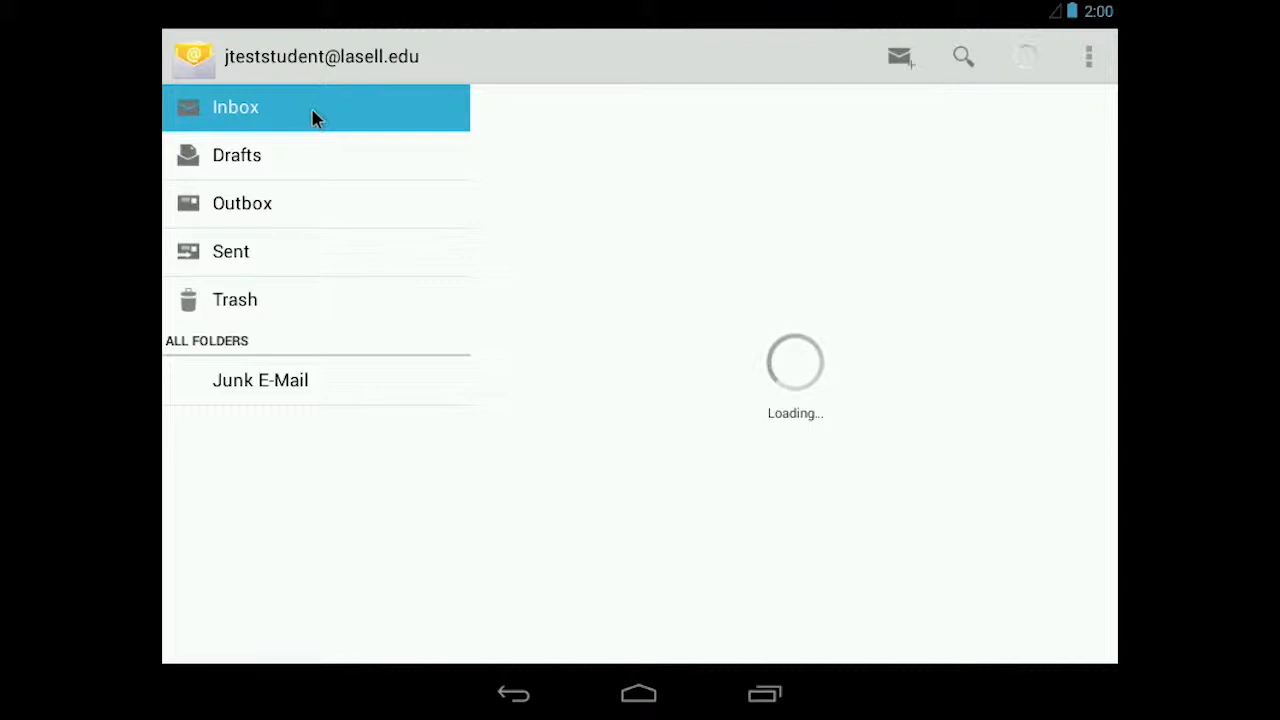 2:00
jteststudent@lasell.edu
Inbox
Drafts
Outbox
Sent
Trash
ALL FOLDERS
Junk E-Mail
Loading...